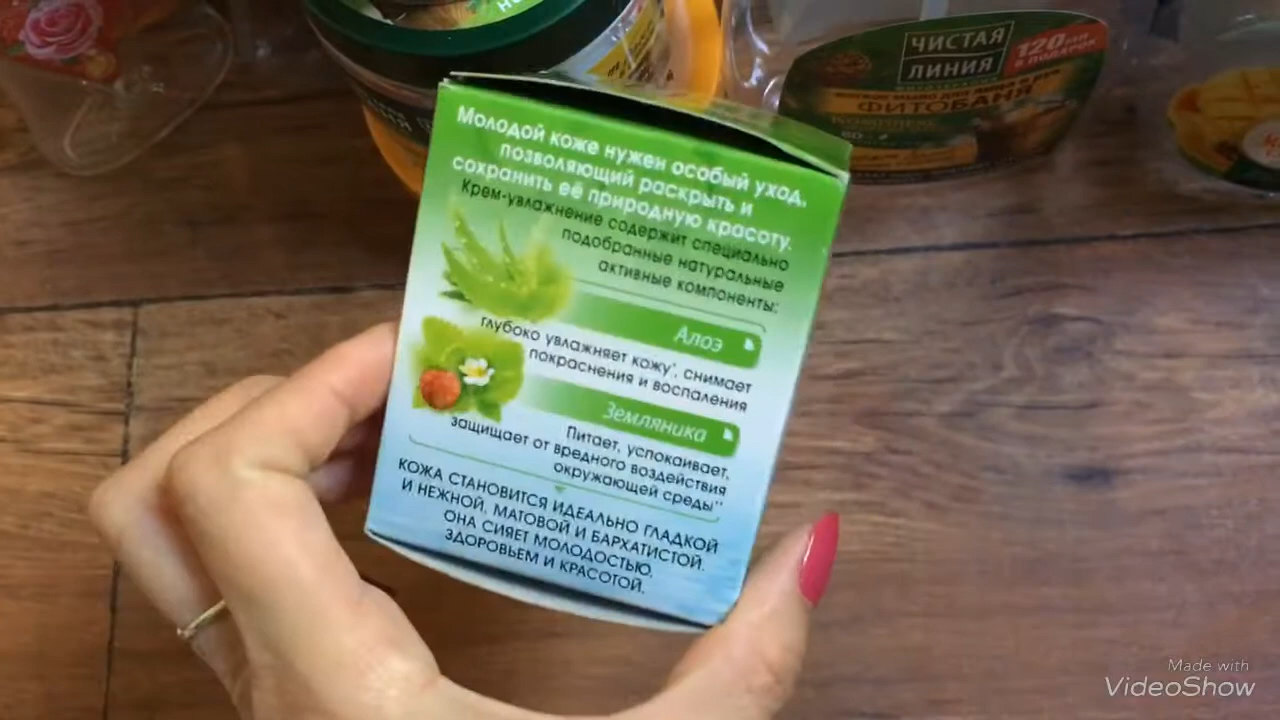 ЧИСТАЯ
ЛИНИЯ
120мл
в подарок
ФИТОБАНЯ
Молодой коже нужен особый уход,
позволяющий раскрыть и
сохранить её природную красоту.
Крем-увлажнение содержит специально
подобранные натуральные
активные компоненты:
Алоэ
глубоко увлажняет кожу*, снимает
покраснения и воспаления
Земляника
Питает, успокаивает,
защищает от вредного воздействия
окружающей среды**
КОЖА СТАНОВИТСЯ ИДЕАЛЬНО ГЛАДКОЙ
И НЕЖНОЙ, МАТОВОЙ И БАРХАТИСТОЙ.
ОНА СИЯЕТ МОЛОДОСТЬЮ,
ЗДОРОВЬЕМ И КРАСОТОЙ.
Made with
VideoShow